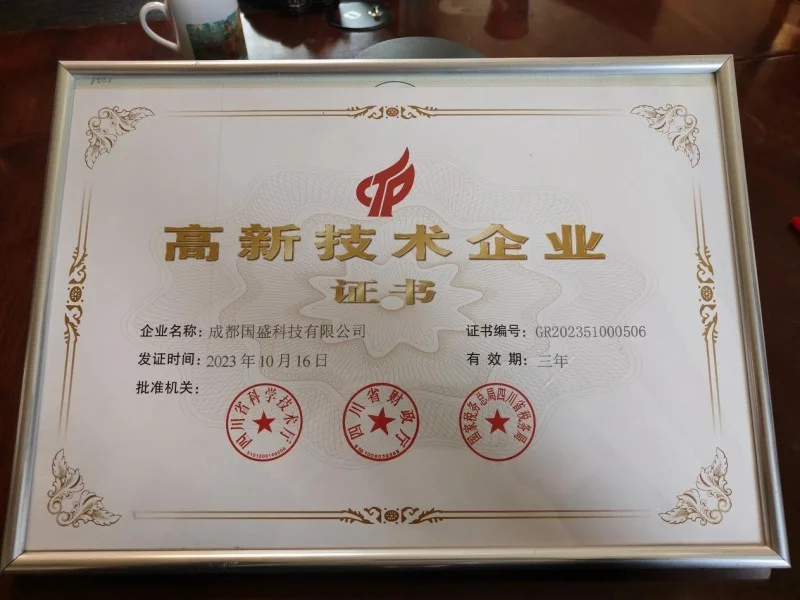 高新技术企业
证书
企业名称：成都国盛科技有限公司
证书编号：GR202351000506
发证时间：2023年10月16日
有效期：三年
批准机关：
四川省科学技术厅
四川省财政厅
国家税务总局四川省税务局